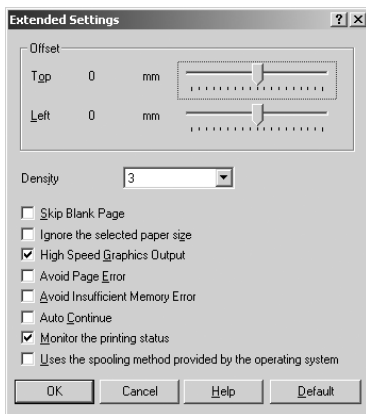 Extended Settings ? ×
Offset
Top 0 mm
Left 0 mm
Density 3
Skip Blank Page
Ignore the selected paper size
High Speed Graphics Output
Avoid Page Error
Avoid Insufficient Memory Error
Auto Continue
Monitor the printing status
Uses the spooling method provided by the operating system
OK Cancel Help Default